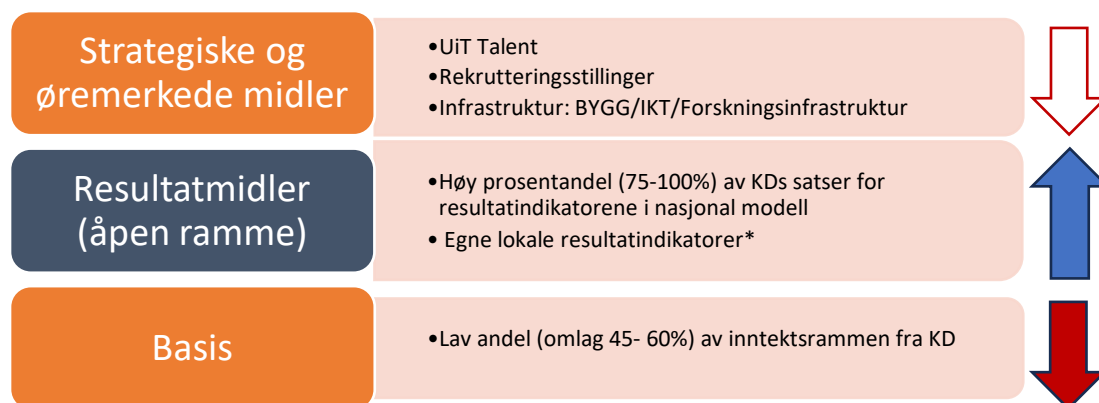 Strategiske og
øremerkede midler
•UiT Talent
•Rekrutteringsstillinger
•Infrastruktur: BYGG/IKT/Forskningsinfrastruktur
Resultatmidler
(åpen ramme)
•Høy prosentandel (75-100%) av KDs satser for
resultatindikatorene i nasjonal modell
• Egne lokale resultatindikatorer*
Basis
•Lav andel (omlag 45- 60%) av inntektsrammen fra KD